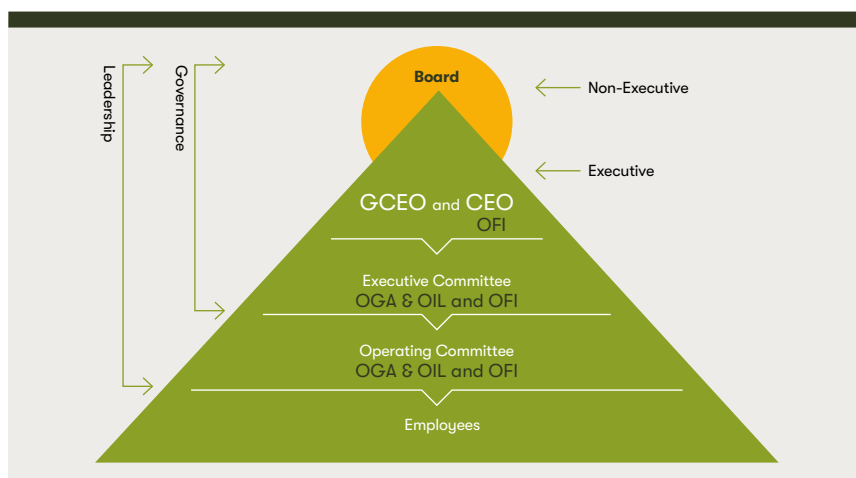 Leadership
Governance
Board
Non-Executive
Executive
GCEO and CEO
OFI
Executive Committee
OGA & OIL and OFI
Operating Committee
OGA & OIL and OFI
Employees